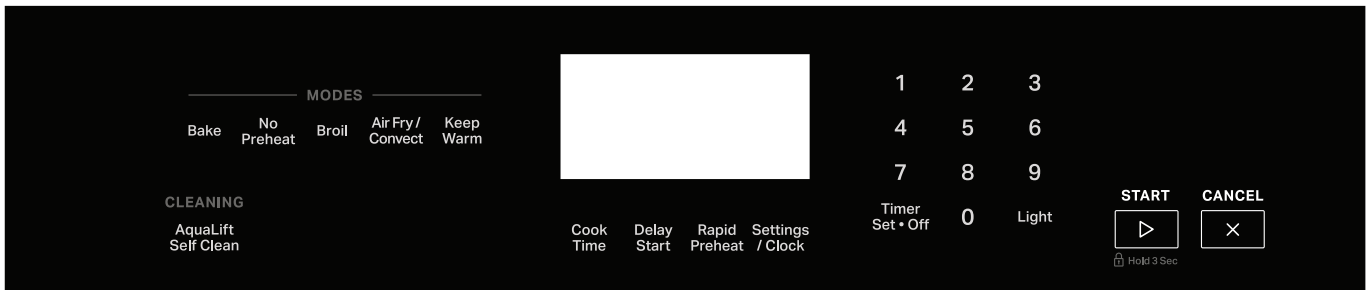 MODES
Bake
No
Preheat
Broil
Air Fry /
Convect
Keep
Warm
CLEANING
AquaLift
Self Clean
Cook
Time
Delay
Start
Rapid
Preheat
Settings
/ Clock
1 2 3
4 5 6
7 8 9
Timer
Set • Off
0
Light
START
Hold 3 Sec
CANCEL